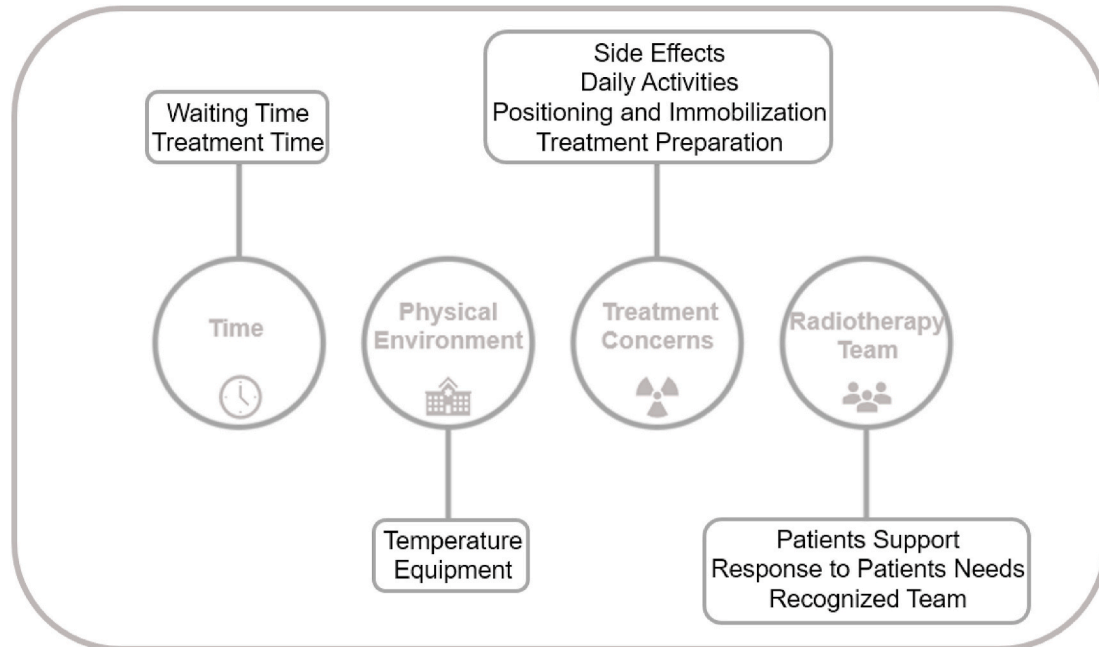 Side Effects
Daily Activities
Positioning and Immobilization
Treatment Preparation
Waiting Time
Treatment Time
Time
Physical
Environment
Treatment
Concerns
Radiotherapy
Team
Temperature
Equipment
Patients Support
Response to Patients Needs
Recognized Team